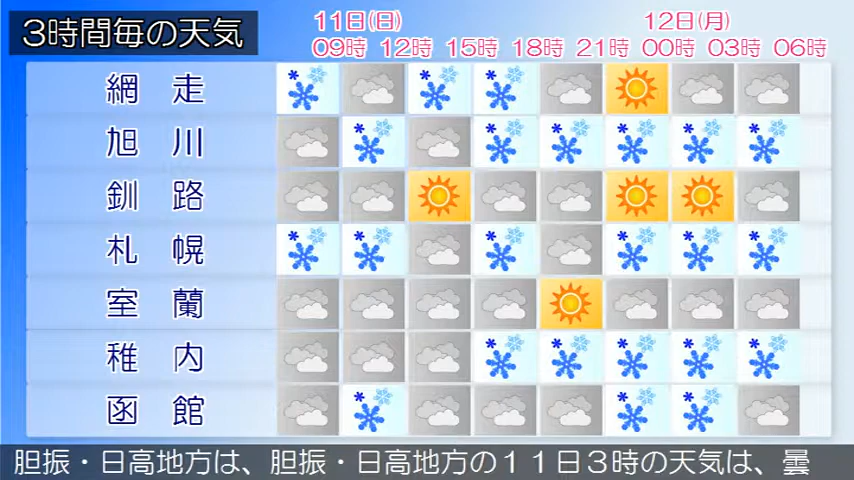 3時間毎の天気
11日(日) 12日(月)
09時 12時 15時 18時 21時 00時 03時 06時
網 走
旭 川
釧 路
札 幌
室 蘭
稚 内
函 館
胆振・日高地方は、胆振・日高地方の１１日３時の天気は、曇